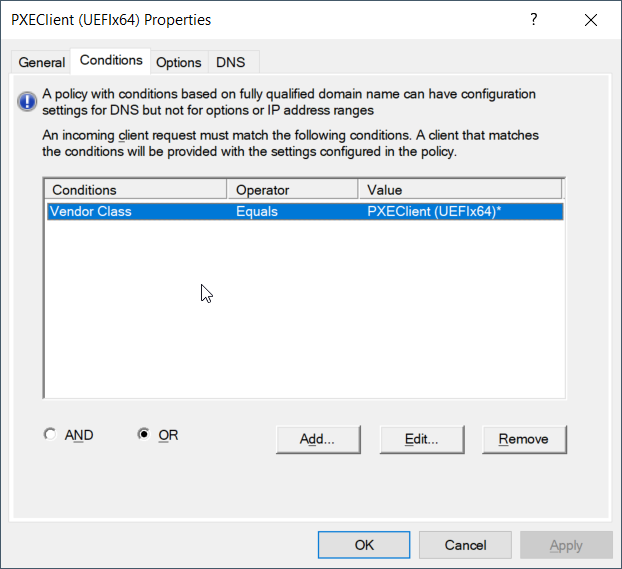 PXEClient (UEFIx64) Properties
?
General Conditions Options DNS
A policy with conditions based on fully qualified domain name can have configuration
settings for DNS but not for options or IP address ranges
An incoming client request must match the following conditions. A client that matches
the conditions will be provided with the settings configured in the policy.
Conditions Operator Value
Vendor Class Equals PXEClient (UEFIx64)*
AND OR Add... Edit... Remove
OK Cancel Apply